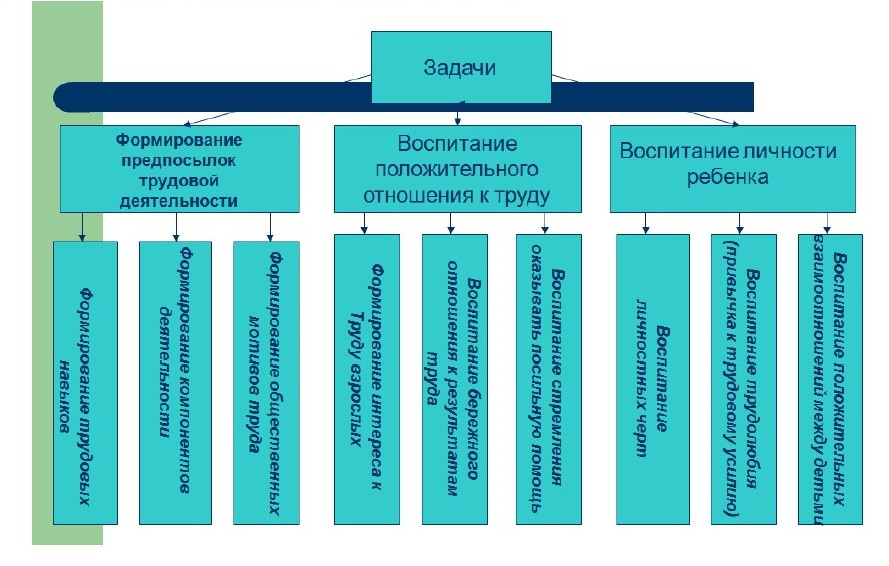 Задачи
Формирование
предпосылок
трудовой
деятельности
Воспитание
положительного
отношения к труду
Воспитание личности
ребенка
Формирование трудовых
навыков
Формирование компонентов
деятельности
Формирование общественных
мотивов труда
Формирование интереса к
Труду взрослых
Воспитание бережного
отношения к результатам
труда
Воспитание стремления
оказывать посильную помощь
Воспитание
личностных черт
Воспитание трудолюбия
(привычка к трудовому усилию)
Воспитание положительных
взаимоотношений между детьми